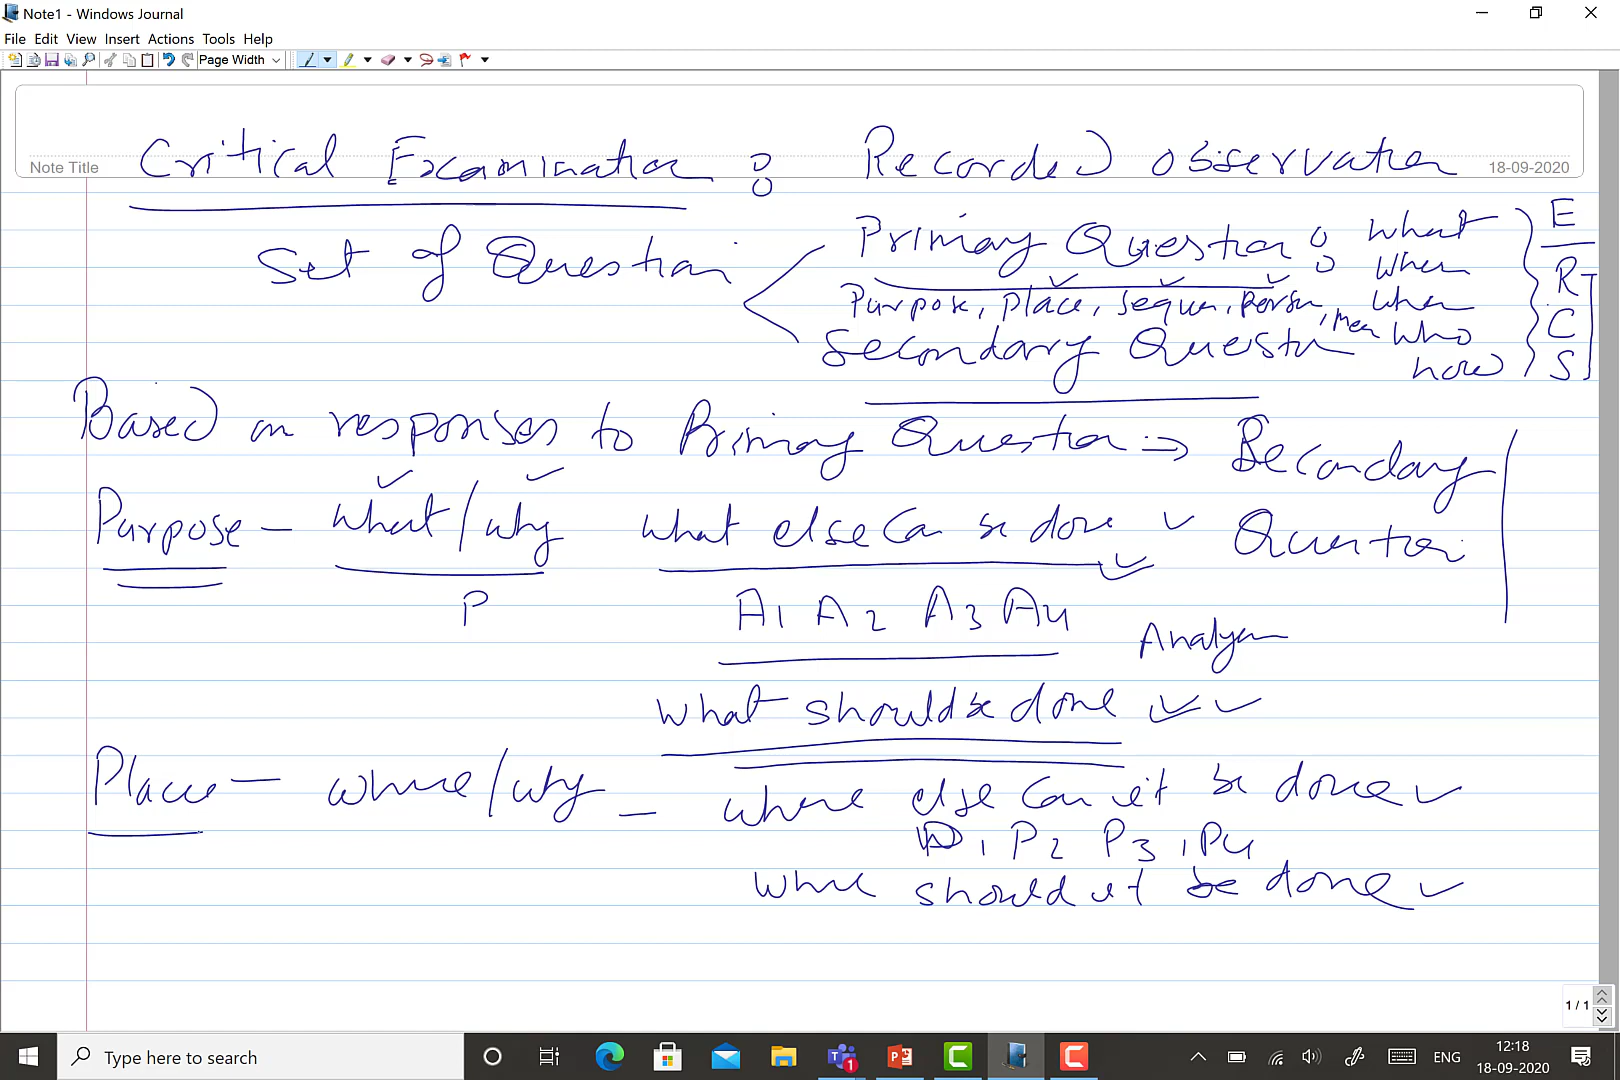 Note1 - Windows Journal
File Edit View Insert Actions Tools Help
Page Width
Note Title
18-09-2020
Critical Examination : Recorded observation
Set of Question
Primary Question : what
when
Purpose, place, sequen, person, when
Secondary Questn who
how
E
R
C
S
Based on responses to Primary Question ⇒ Secondary
Question
Purpose - what/why what else can be done
P
A1 A2 A3 A4
what should be done
Place - where/why - where else can it be done
P1 P2 P3 , P4
where should it be done
1 / 1
Type here to search
1
ENG
12:18
18-09-2020